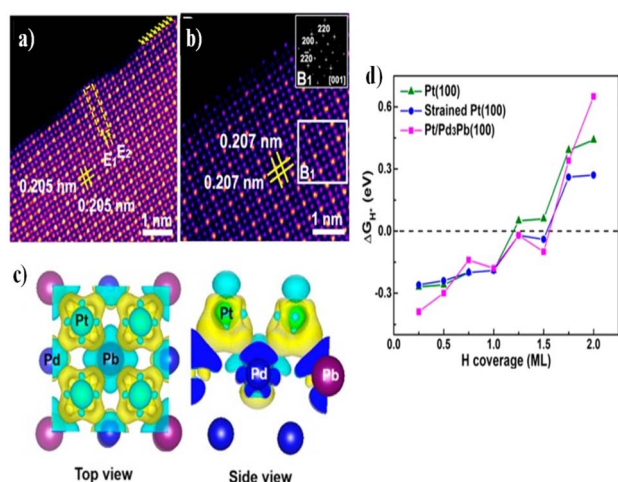 a)
E₁
E₂
0.205 nm
0.205 nm
1 nm
b)
220
200
220
B₁
[001]
0.207 nm
0.207 nm
B₁
1 nm
c)
Pt
Pd
Pb
Top view
Pt
Pd
Pb
Side view
d)
Pt(100)
Strained Pt(100)
Pt/Pd₃Pb(100)
ΔG_H* (eV)
0.6
0.3
0.0
-0.3
-0.6
0.0
0.5
1.0
1.5
2.0
H coverage (ML)